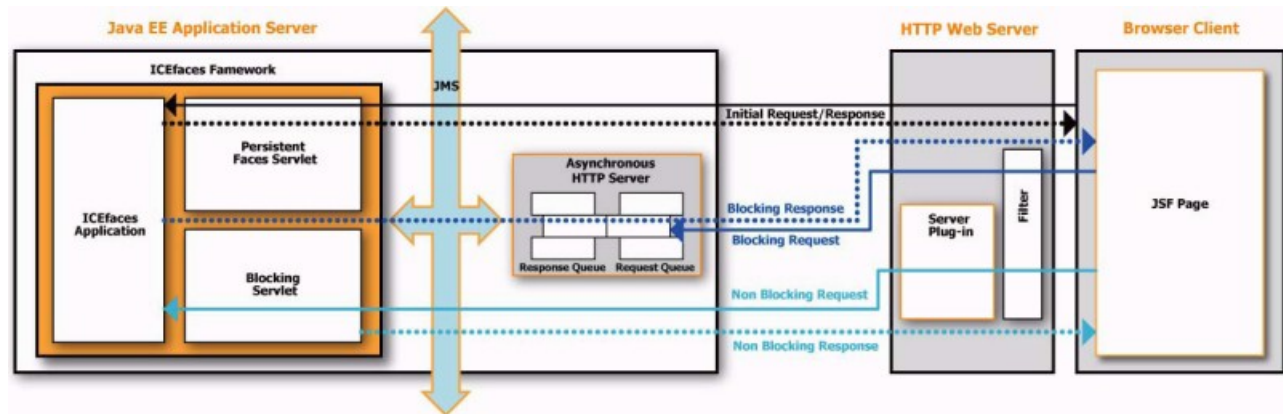 Java EE Application Server
HTTP Web Server
Browser Client
ICEfaces Famework
JMS
Initial Request/Response
Persistent
Faces Servlet
Asynchronous
HTTP Server
ICEfaces
Application
Blocking Response
Blocking Request
Server
Plug-in
Filter
JSF Page
Response Queue
Request Queue
Blocking
Servlet
Non Blocking Request
Non Blocking Response